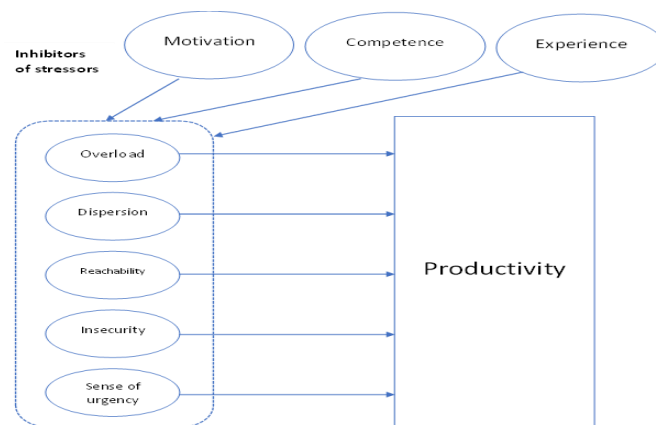 Motivation
Competence
Experience
Inhibitors
of stressors
Overload
Dispersion
Reachability
Insecurity
Sense of
urgency
Productivity